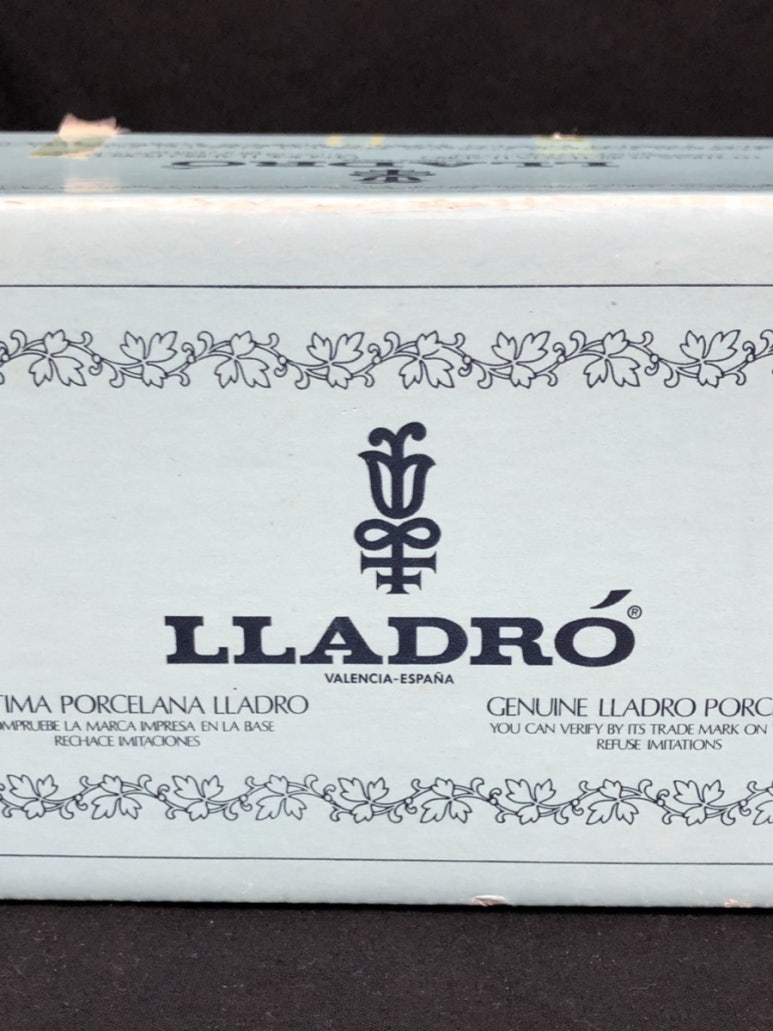 LLADRÓ®
VALENCIA-ESPAÑA
TIMA PORCELANA LLADRO
OMPRUEBE LA MARCA IMPRESA EN LA BASE
RECHACE IMITACIONES
GENUINE LLADRO PORC
YOU CAN VERIFY BY ITS TRADE MARK ON
REFUSE IMITATIONS